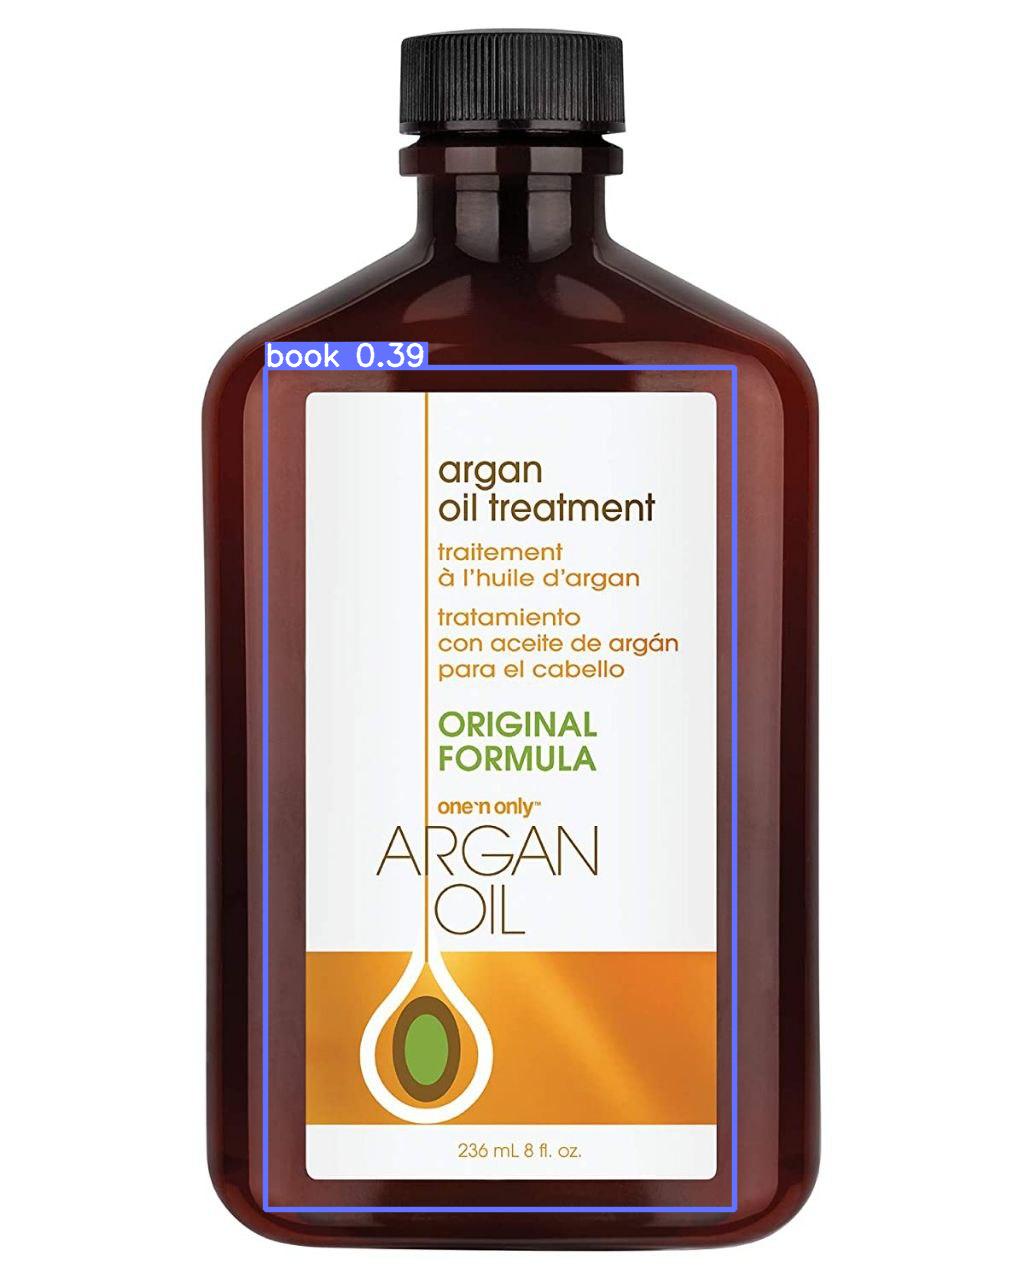 book 0.39
argan
oil treatment
traitement
à l'huile d'argan
tratamiento
con aceite de argán
para el cabello
ORIGINAL
FORMULA
one'n only™
ARGAN
OIL
236 mL 8 fl. oz.